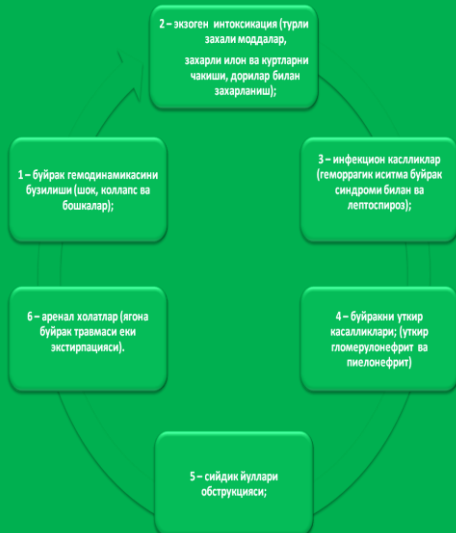 2 – экзоген интоксикация (турли
захали моддалар,
захарли илон ва куртларни
чакиши, дорилар билан
захарланиш);
1 – буйрак гемодинамикасини
бузилиши (шок, коллапс ва
бошкалар);
3 – инфекцион каслликлар
(геморрагик иситма буйрак
синдроми билан ва
лептоспироз);
6 – аренал холатлар (ягона
буйрак травмаси еки
экстирпацияси).
4 – буйракни уткир
касалликлари; (уткир
гломерулонефрит ва
пиелонефрит)
5 – сийдик йуллари
обструкцияси;